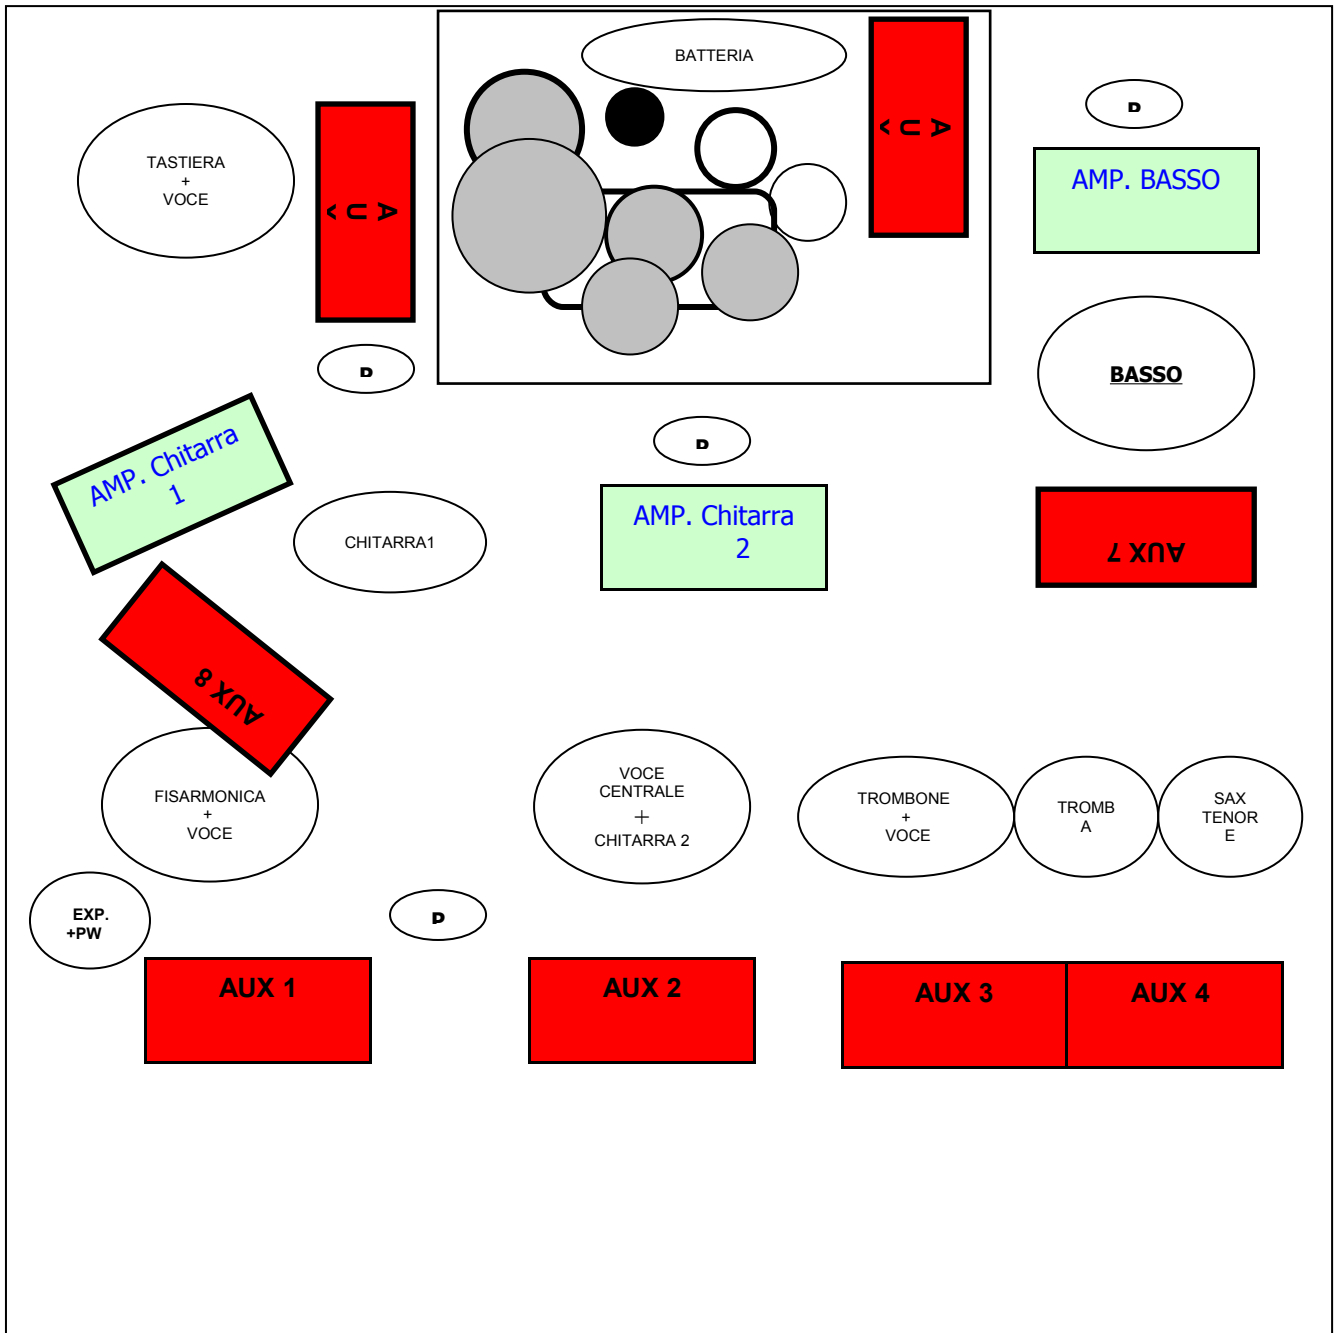 BATTERIA
TASTIERA
+
VOCE
A
U
A
U
AMP. BASSO
BASSO
AMP. Chitarra
1
CHITARRA1
AMP. Chitarra
2
AUX 7
AUX 8
FISARMONICA
+
VOCE
VOCE
CENTRALE
+
CHITARRA 2
TROMBONE
+
VOCE
TROMB
A
SAX
TENOR
E
EXP.
+PW
AUX 1
AUX 2
AUX 3
AUX 4